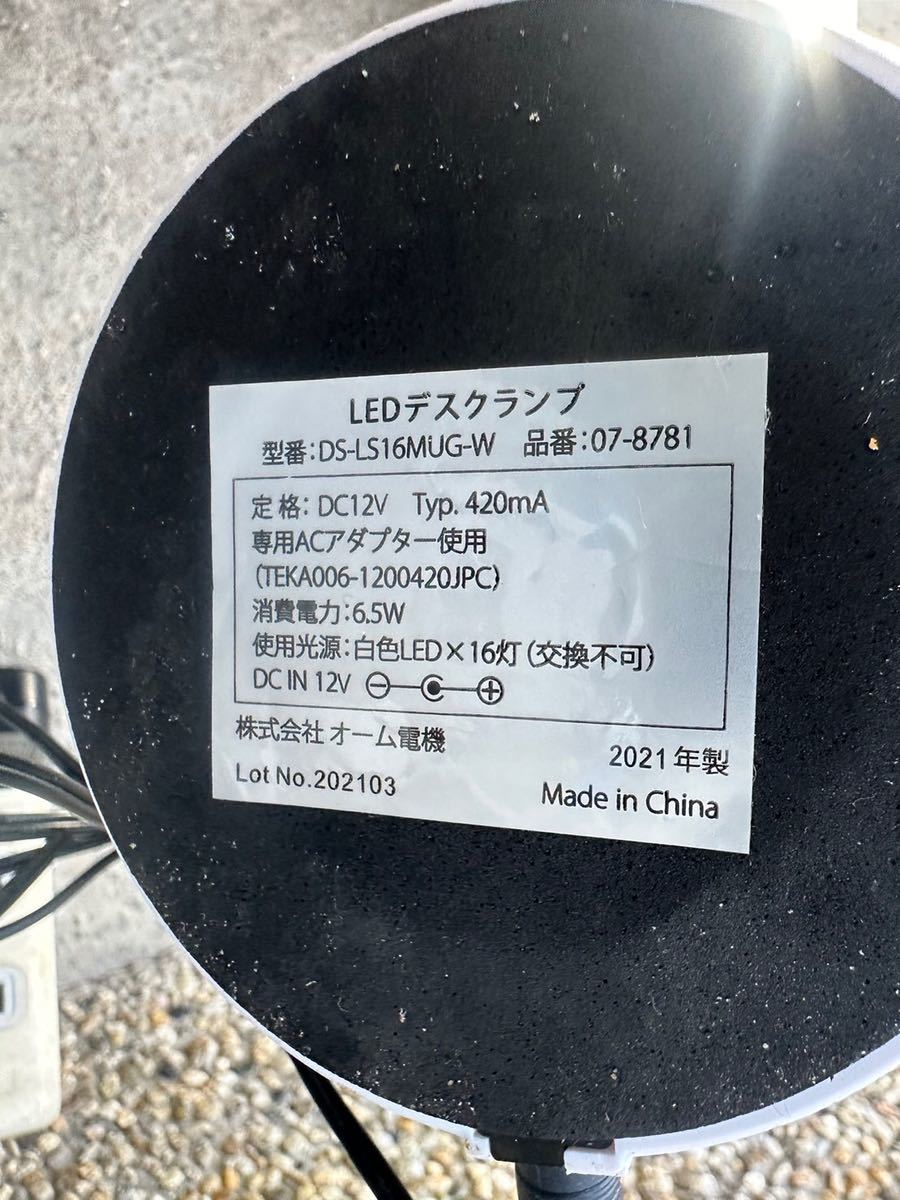 LEDデスクランプ
型番:DS-LS16MUG-W 品番:07-8781
定格: DC12V Typ. 420mA
専用ACアダプター使用
(TEKA006-1200420JPC)
消費電力:6.5W
使用光源:白色LED×16灯(交換不可)
DC IN 12V
株式会社 オーム電機
2021年製
Lot No.202103
Made in China